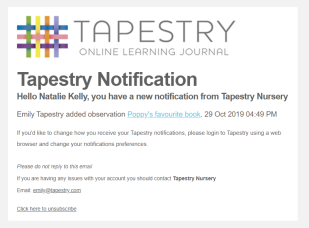 TAPESTRY
ONLINE LEARNING JOURNAL
Tapestry Notification
Hello Natalie Kelly, you have a new notification from Tapestry Nursery
Emily Tapestry added observation Poppy's favourite book. 29 Oct 2019 04:49 PM
If you'd like to change how you receive your Tapestry notifications, please login to Tapestry using a web
browser and change your notifications preferences.
Please do not reply to this email
If you are having any issues with your account you should contact Tapestry Nursery
Email: emily@tapestry.com
Click here to unsubscribe